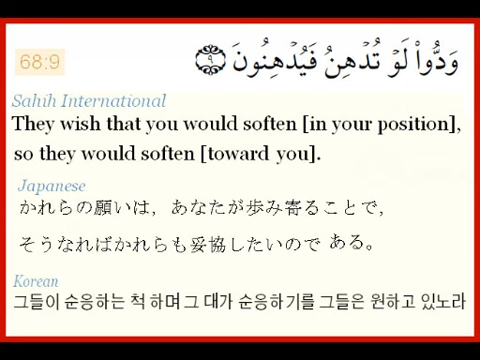 68:9
وَدُّوا۟ لَوْ تُدْهِنُ فَيُدْهِنُونَ ٩
Sahih International
They wish that you would soften [in your position],
so they would soften [toward you].
Japanese
かれらの願いは，あなたが歩み寄ることで，
そうなればかれらも妥協したいので ある。
Korean
그들이 순응하는 척 하며 그 대가 순응하기를 그들은 원하고 있노라